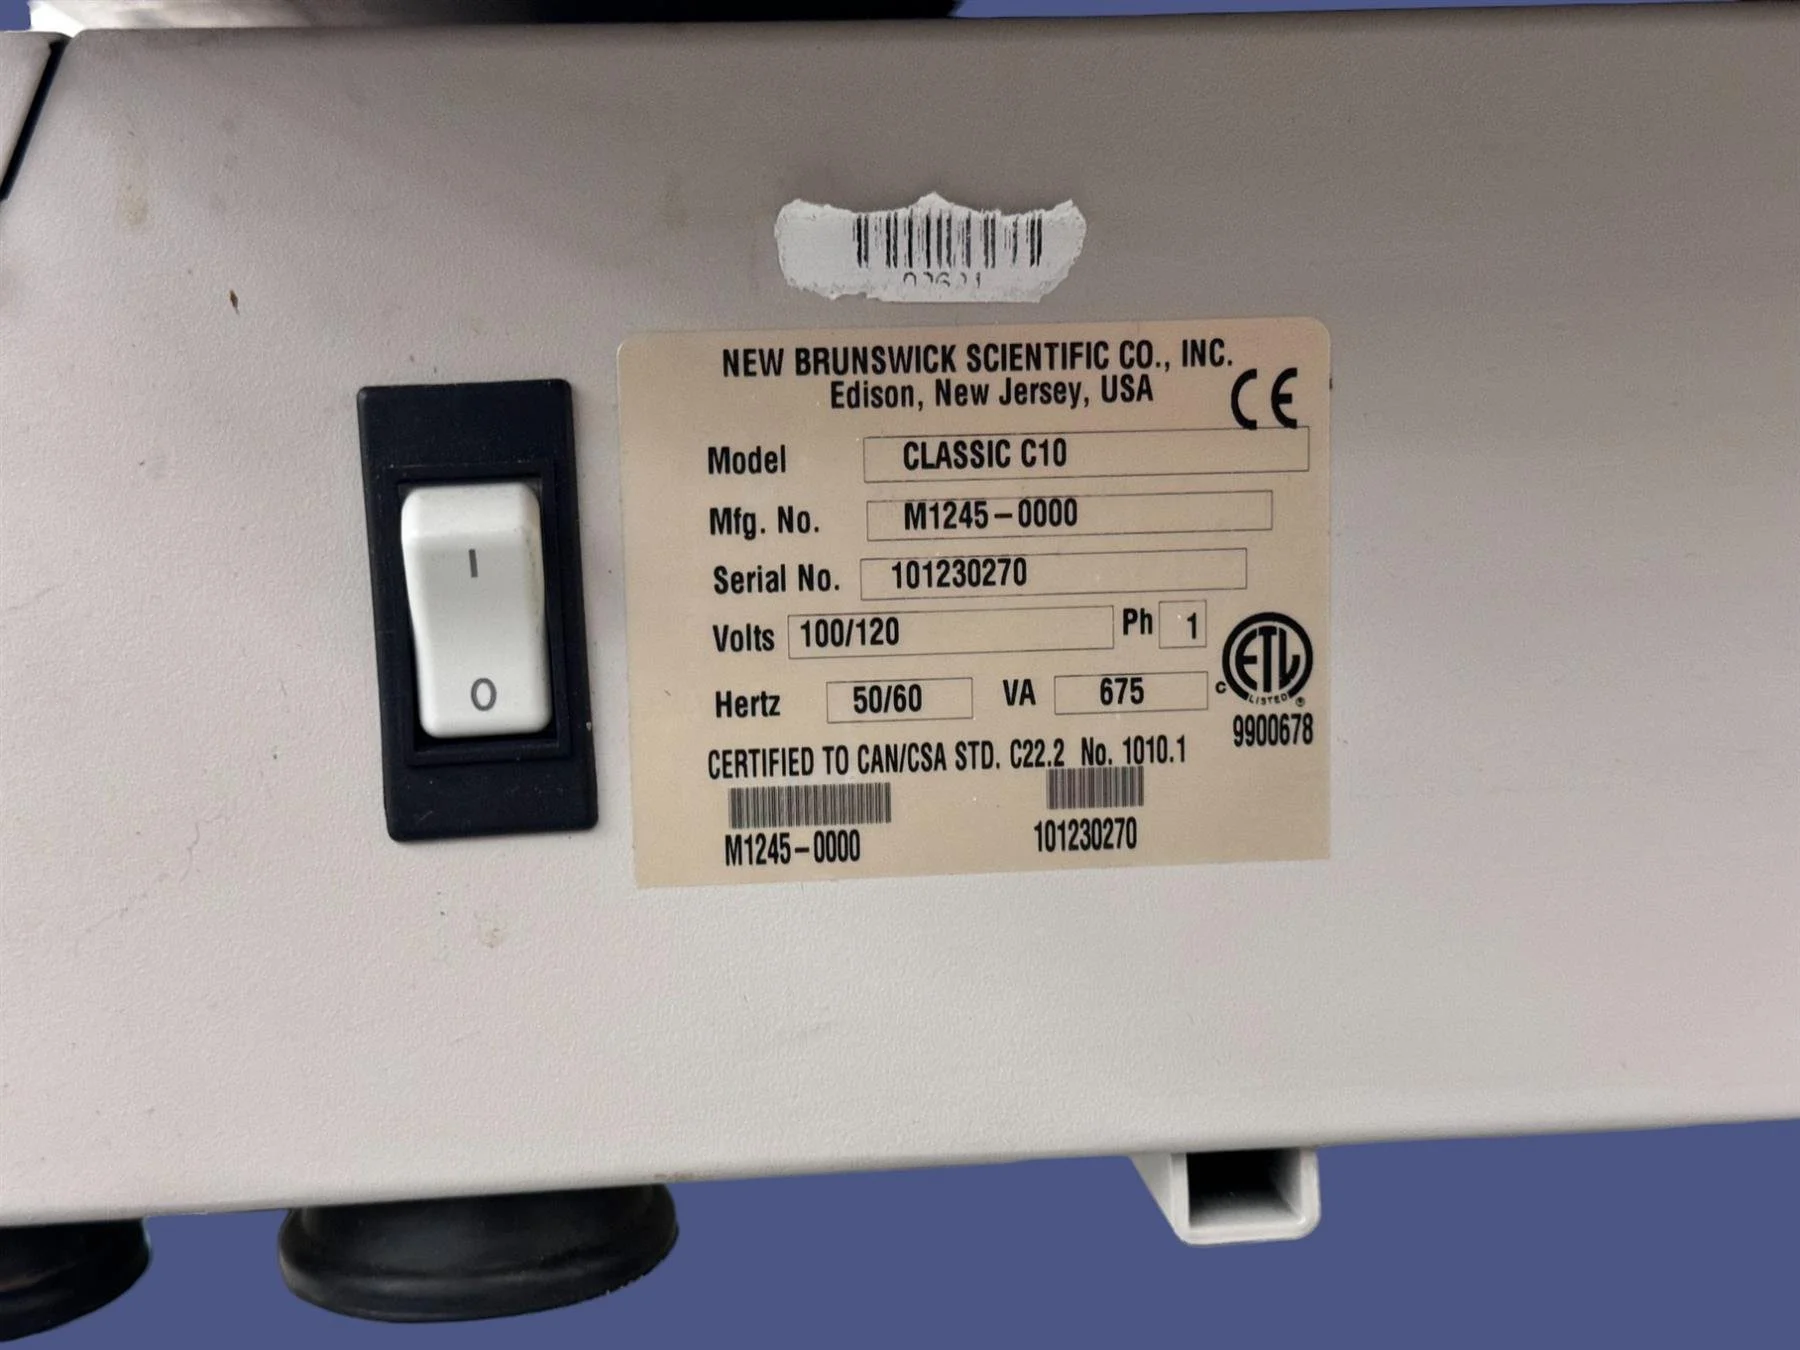 NEW BRUNSWICK SCIENTIFIC CO., INC.
Edison, New Jersey, USA
CE
Model CLASSIC C10
Mfg. No. M1245-0000
Serial No. 101230270
Volts 100/120 Ph 1
Hertz 50/60 VA 675
C ETL LISTED ®
9900678
CERTIFIED TO CAN/CSA STD. C22.2 No. 1010.1
M1245-0000 101230270
I
O